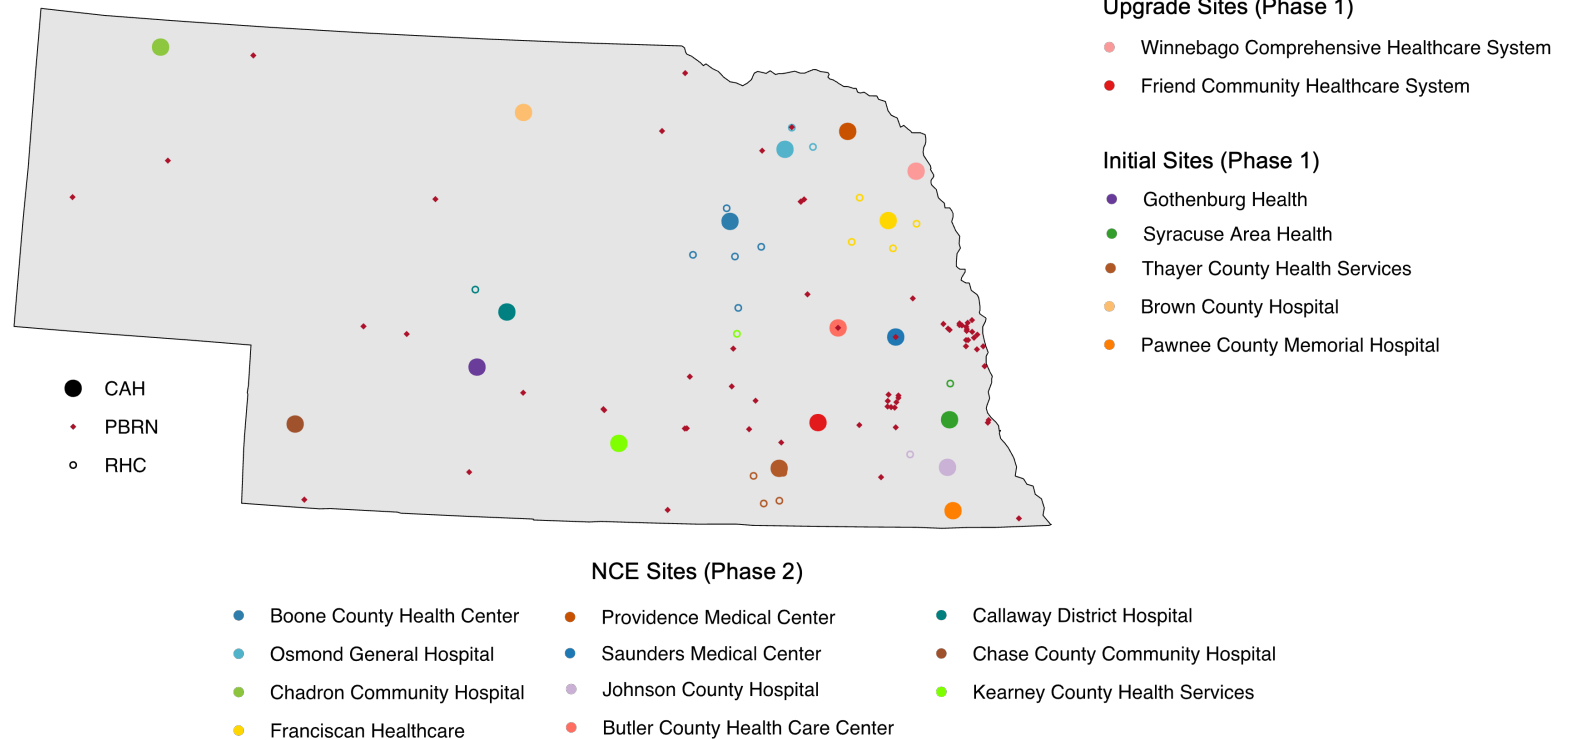 Upgrade Sites (Phase 1)
Winnebago Comprehensive Healthcare System
Friend Community Healthcare System
Initial Sites (Phase 1)
Gothenburg Health
Syracuse Area Health
Thayer County Health Services
Brown County Hospital
Pawnee County Memorial Hospital
CAH
PBRN
RHC
NCE Sites (Phase 2)
Boone County Health Center
Osmond General Hospital
Chadron Community Hospital
Franciscan Healthcare
Providence Medical Center
Saunders Medical Center
Johnson County Hospital
Butler County Health Care Center
Callaway District Hospital
Chase County Community Hospital
Kearney County Health Services